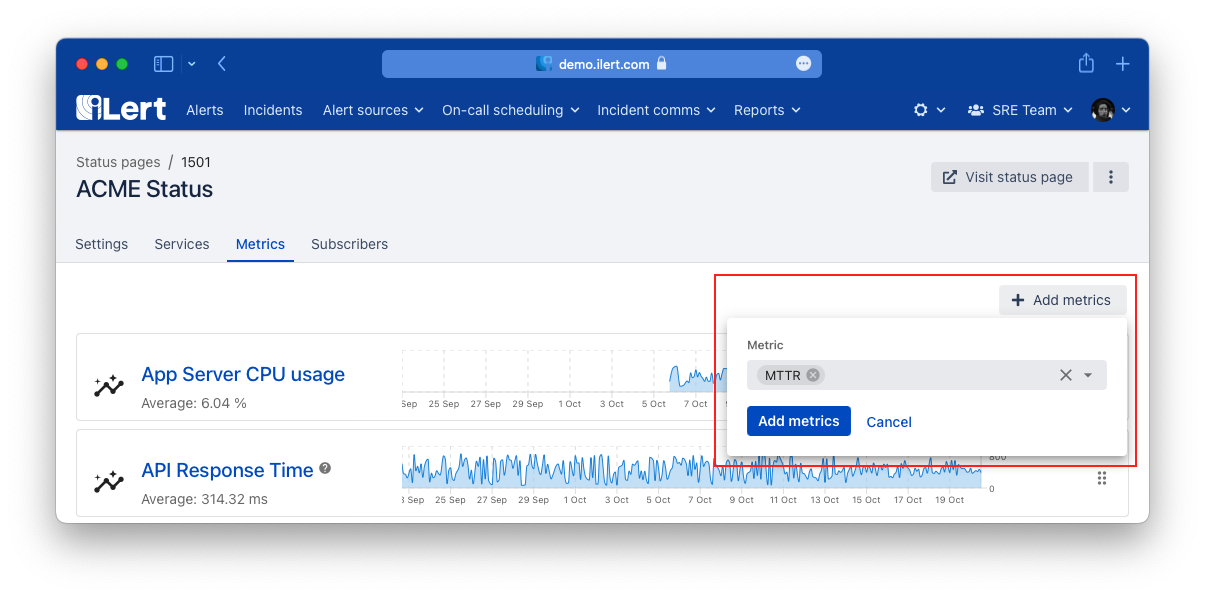 demo.ilert.com
iLert Alerts Incidents Alert sources On-call scheduling Incident comms Reports SRE Team
Status pages / 1501
ACME Status
Visit status page
Settings Services Metrics Subscribers
Add metrics
Metric
MTTR
Add metrics Cancel
App Server CPU usage
Average: 6.04 %
Sep 25 Sep 27 Sep 29 Sep 1 Oct 3 Oct 5 Oct 7 Oct
API Response Time ?
Average: 314.32 ms
800
0
3 Sep 25 Sep 27 Sep 29 Sep 1 Oct 3 Oct 5 Oct 7 Oct 9 Oct 11 Oct 13 Oct 15 Oct 17 Oct 19 Oct